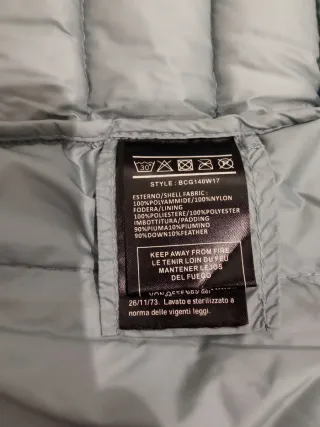 30°
STYLE: BCG140W17
ESTERNO/SHELL FABRIC:
100%POLYAMMIDE/100%NYLON
FODERA/LINING
100%POLIESTERE/100%POLYESTER
IMBOTTITURA/PADDING
90%PIUMA10%PIUMINO
90%DOWN10%FEATHER
KEEP AWAY FROM FIRE
LE TENIR LOIN DU FEU
MANTENER LEJOS
DEL FUEGO
26/11/73. Lavato e sterilizzato a
norma delle vigenti leggi.